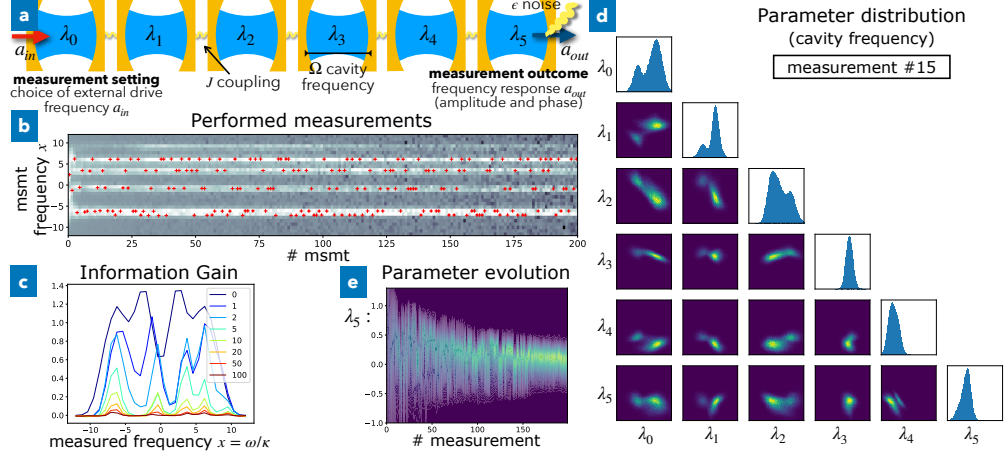 a
λ0
λ1
λ2
λ3
λ4
λ5
ϵ noise
a_in
a_out
measurement setting
choice of external drive
frequency a_in
J coupling
Ω cavity
frequency
measurement outcome
frequency response a_out
(amplitude and phase)
b
Performed measurements
msmt
frequency x
10
5
0
−5
−10
0
25
50
75
100
125
150
175
200
# msmt
c
Information Gain
1.4
1.2
1.0
0.8
0.6
0.4
0.2
0.0
0
1
2
5
10
20
50
100
−10
−5
0
5
10
measured frequency x = ω/κ
e
Parameter evolution
λ5 :
1.0
0.5
0.0
−0.5
−1.0
0
50
100
150
# measurement
d
Parameter distribution
(cavity frequency)
measurement #15
λ0
λ1
λ2
λ3
λ4
λ5
λ0
λ1
λ2
λ3
λ4
λ5